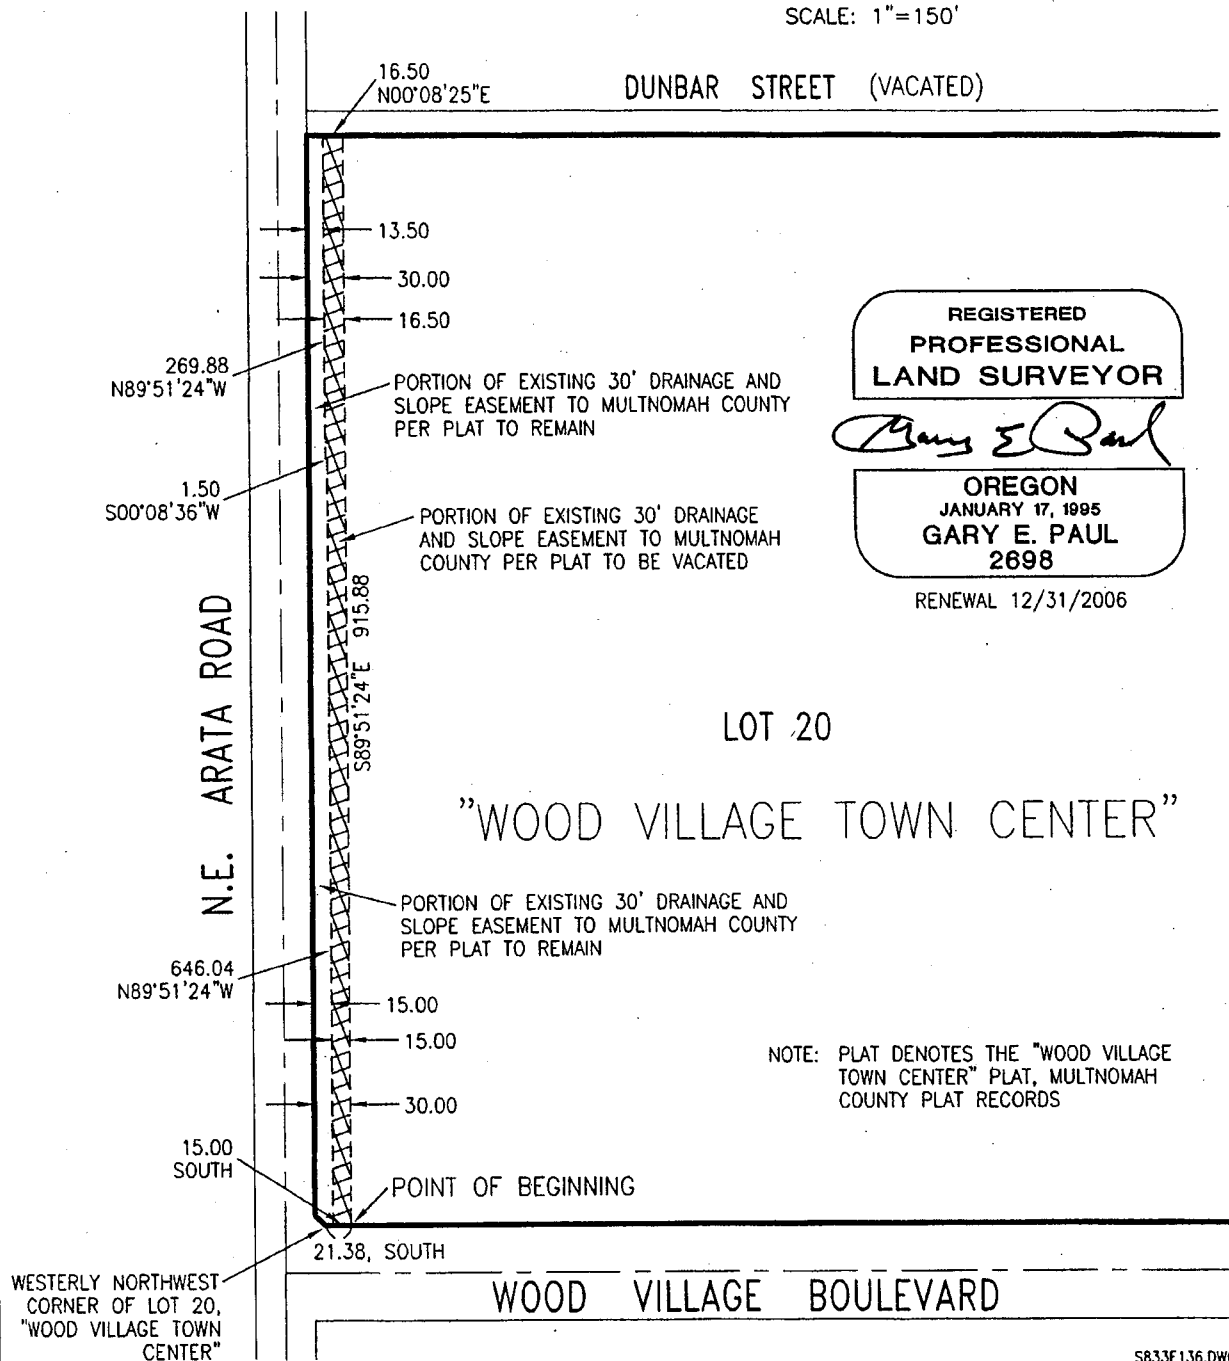 SCALE: 1"=150'
16.50
N00°08'25"E
DUNBAR STREET (VACATED)
13.50
30.00
16.50
269.88
N89°51'24"W
PORTION OF EXISTING 30' DRAINAGE AND
SLOPE EASEMENT TO MULTNOMAH COUNTY
PER PLAT TO REMAIN
REGISTERED
PROFESSIONAL
LAND SURVEYOR
Gary E Paul
OREGON
JANUARY 17, 1995
GARY E. PAUL
2698
RENEWAL 12/31/2006
1.50
S00°08'36"W
PORTION OF EXISTING 30' DRAINAGE
AND SLOPE EASEMENT TO MULTNOMAH
COUNTY PER PLAT TO BE VACATED
S89°51'24"E 915.88
N.E. ARATA ROAD
LOT 20
"WOOD VILLAGE TOWN CENTER"
PORTION OF EXISTING 30' DRAINAGE AND
SLOPE EASEMENT TO MULTNOMAH COUNTY
PER PLAT TO REMAIN
646.04
N89°51'24"W
15.00
15.00
30.00
NOTE: PLAT DENOTES THE "WOOD VILLAGE
TOWN CENTER" PLAT, MULTNOMAH
COUNTY PLAT RECORDS
15.00
SOUTH
POINT OF BEGINNING
21.38, SOUTH
WESTERLY NORTHWEST
CORNER OF LOT 20,
"WOOD VILLAGE TOWN
CENTER"
WOOD VILLAGE BOULEVARD
S833E136.DW